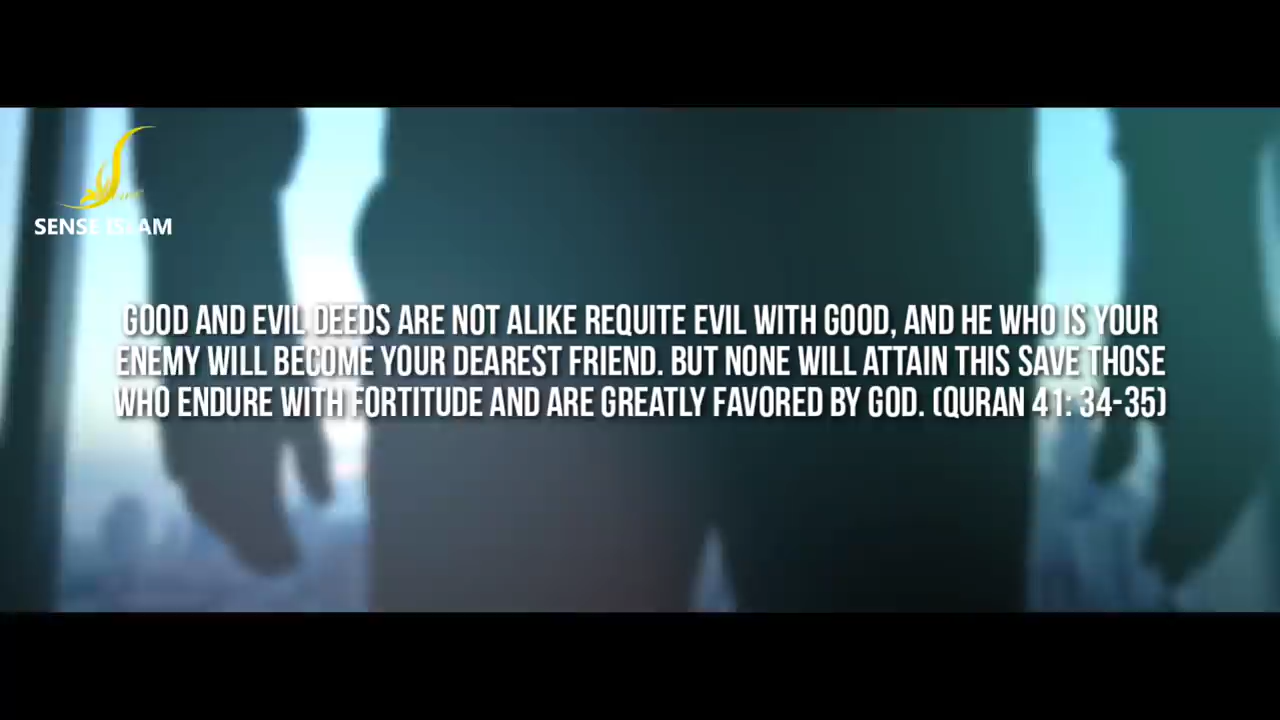 SENSE ISLAM
GOOD AND EVIL DEEDS ARE NOT ALIKE REQUITE EVIL WITH GOOD, AND HE WHO IS YOUR
ENEMY WILL BECOME YOUR DEAREST FRIEND. BUT NONE WILL ATTAIN THIS SAVE THOSE
WHO ENDURE WITH FORTITUDE AND ARE GREATLY FAVORED BY GOD. (QURAN 41: 34-35)